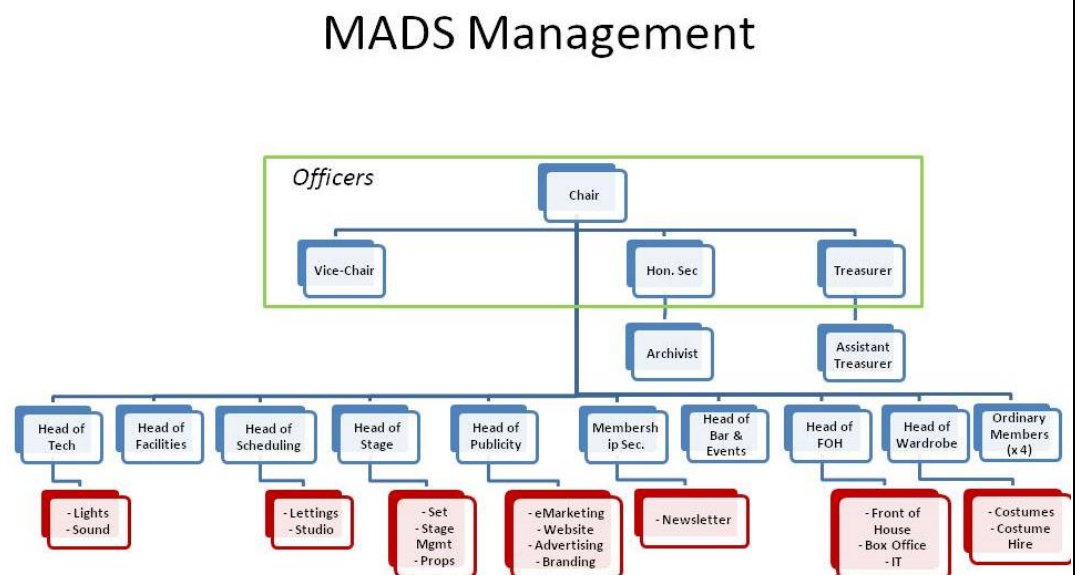 MADS Management
Officers
Chair
Vice-Chair
Hon. Sec
Treasurer
Archivist
Assistant
Treasurer
Head of
Tech
Head of
Facilities
Head of
Scheduling
Head of
Stage
Head of
Publicity
Membersh
ip Sec.
Head of
Bar &
Events
Head of
FOH
Head of
Wardrobe
Ordinary
Members
(x 4)
- Lights
- Sound
- Lettings
- Studio
- Set
- Stage
Mgmt
- Props
- eMarketing
- Website
- Advertising
- Branding
- Newsletter
- Front of
House
- Box Office
- IT
- Costumes
- Costume
Hire